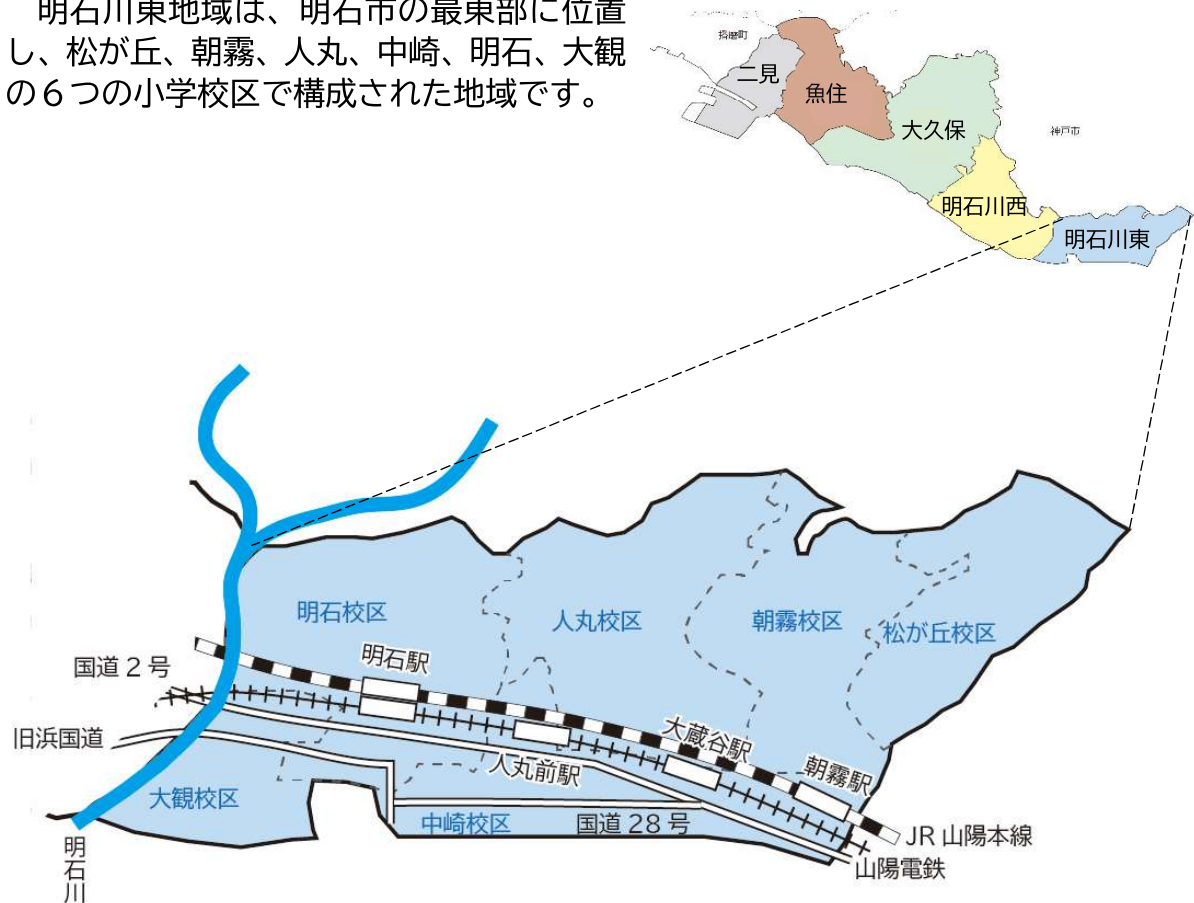 明石川東地域は、明石市の最東部に位置
し、松が丘、朝霧、人丸、中崎、明石、大観
の６つの小学校区で構成された地域です。
播磨町
二見
魚住
大久保
神戸市
明石川西
明石川東
明石校区
人丸校区
朝霧校区
松が丘校区
国道２号
明石駅
旧浜国道
大蔵谷駅
人丸前駅
朝霧駅
大観校区
中崎校区
国道 28 号
JR 山陽本線
山陽電鉄
明石川